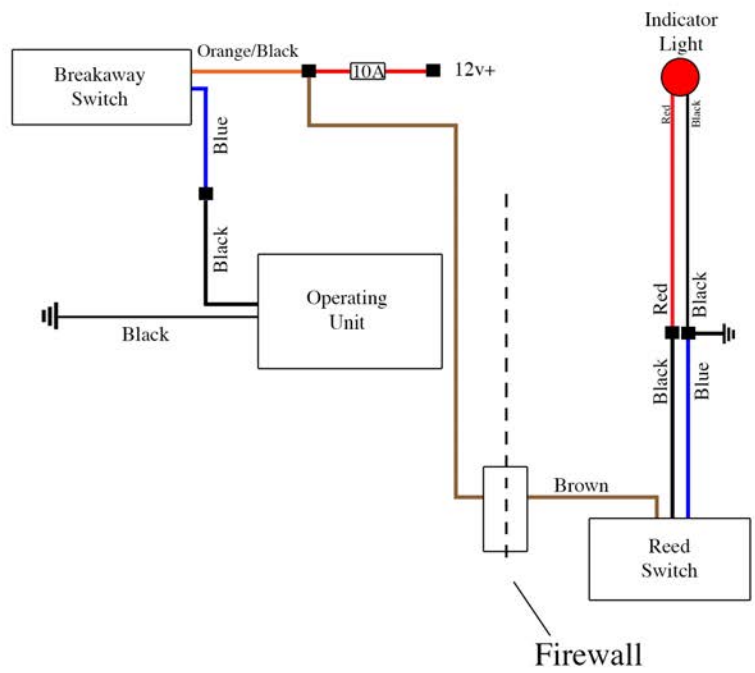 Indicator
Light
Orange/Black
10A
12v+
Breakaway
Switch
Red
Black
Blue
Black
Operating
Unit
Red
Black
Black
Black
Blue
Brown
Reed
Switch
Firewall